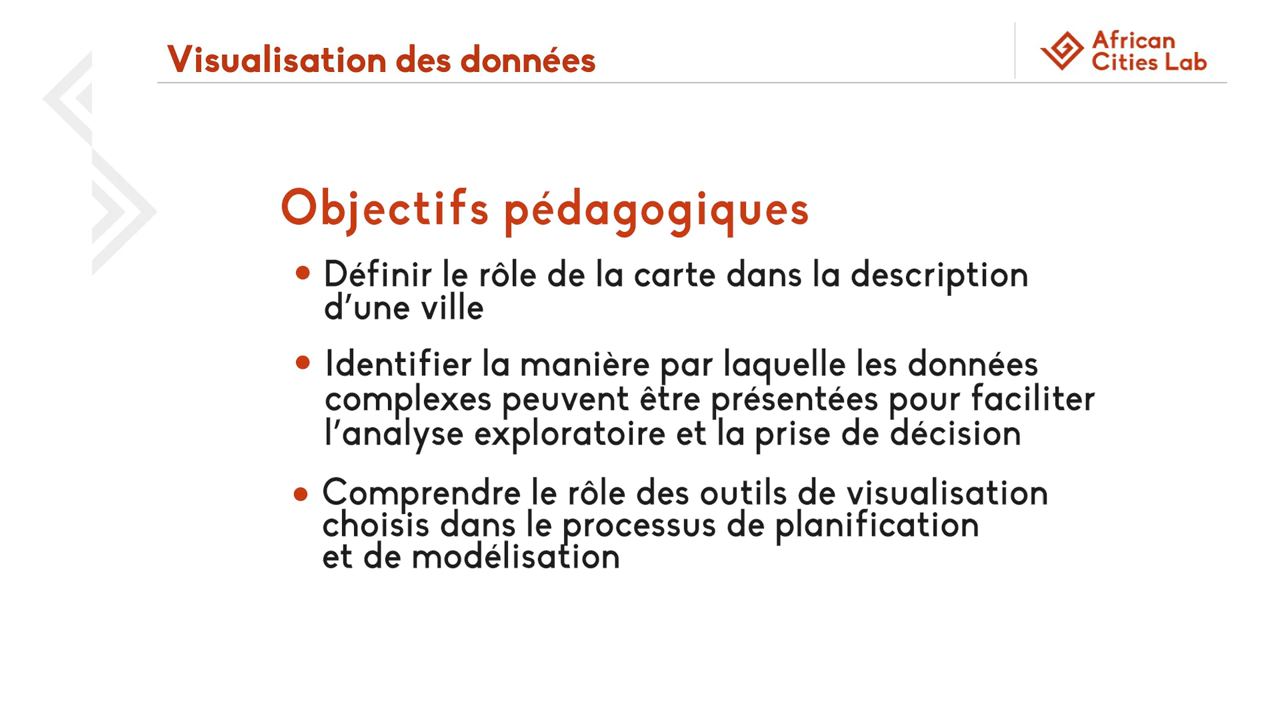 Visualisation des données
African
Cities Lab
Objectifs pédagogiques
• Définir le rôle de la carte dans la description
d’une ville
• Identifier la manière par laquelle les données
complexes peuvent être présentées pour faciliter
l’analyse exploratoire et la prise de décision
• Comprendre le rôle des outils de visualisation
choisis dans le processus de planification
et de modélisation